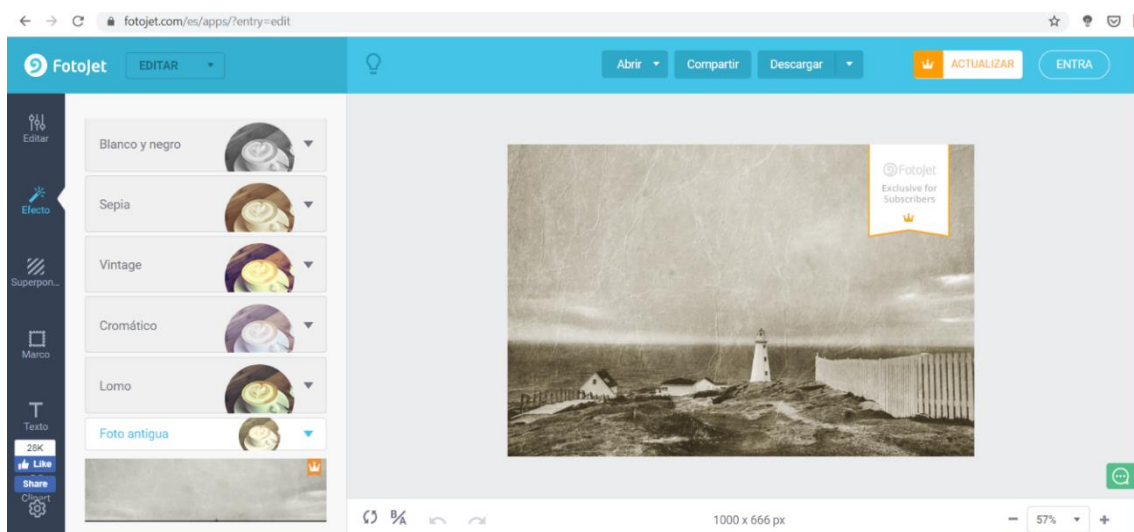 fotojet.com/es/apps/?entry=edit
FotoJet
EDITAR
Abrir
Compartir
Descargar
ACTUALIZAR
ENTRA
Editar
Efecto
Superpon...
Marco
Texto
28K
Like
Share
Clipart
Blanco y negro
Sepia
Vintage
Cromático
Lomo
Foto antigua
FotoJet
Exclusive for
Subscribers
B/A
1000 x 666 px
57%